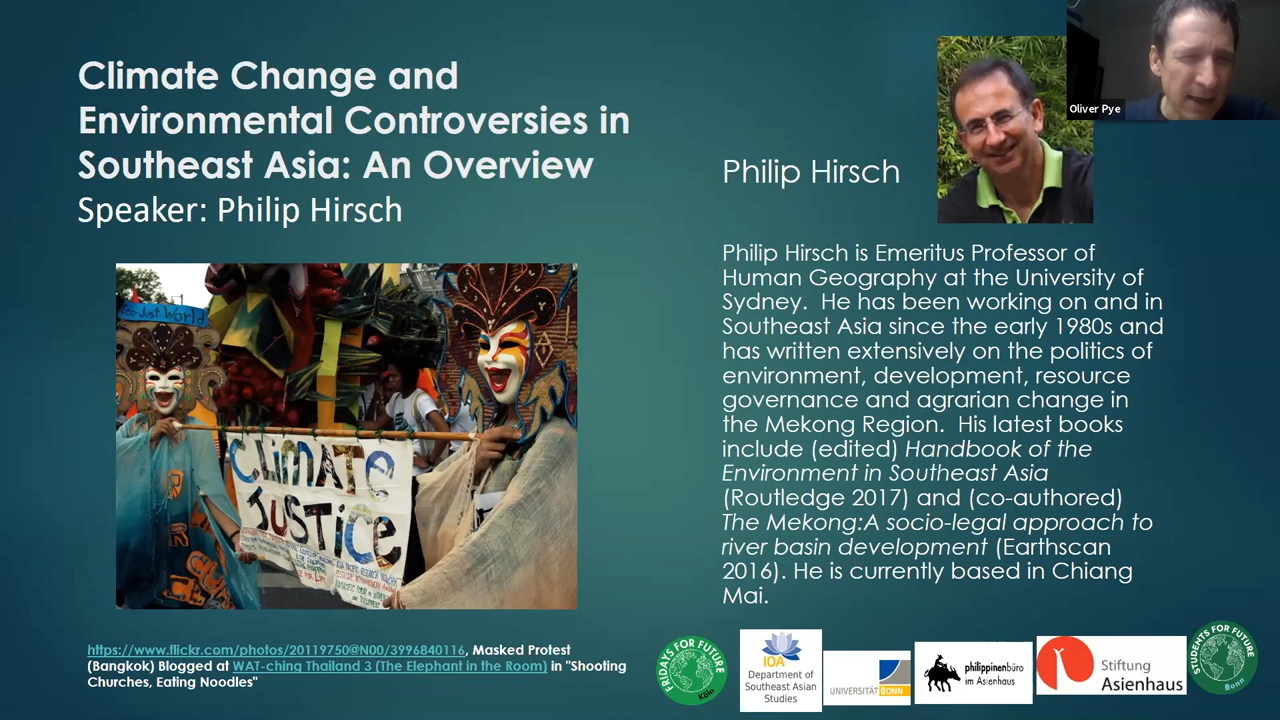 Climate Change and
Environmental Controversies in
Southeast Asia: An Overview
Speaker: Philip Hirsch
Oliver Pye
Philip Hirsch
Philip Hirsch is Emeritus Professor of
Human Geography at the University of
Sydney. He has been working on and in
Southeast Asia since the early 1980s and
has written extensively on the politics of
environment, development, resource
governance and agrarian change in
the Mekong Region. His latest books
include (edited) Handbook of the
Environment in Southeast Asia
(Routledge 2017) and (co-authored)
The Mekong:A socio-legal approach to
river basin development (Earthscan
2016). He is currently based in Chiang
Mai.
Eco-Just World
CLIMATE
JUSTICE
https://www.flickr.com/photos/20119750@N00/3996840116, Masked Protest
(Bangkok) Blogged at WAT-ching Thailand 3 (The Elephant in the Room) in "Shooting
Churches, Eating Noodles"
FRIDAYS FOR FUTURE
Köln
IOA
Department of
Southeast Asian
Studies
UNIVERSITÄT BONN
philippinenbüro
im Asienhaus
Stiftung
Asienhaus
STUDENTS FOR FUTURE
Bonn